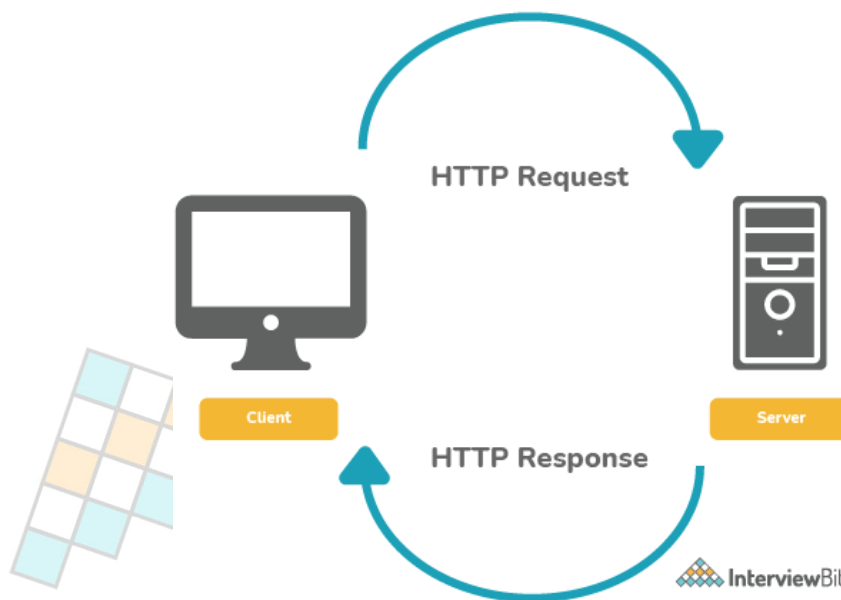 HTTP Request
Client
Server
HTTP Response
InterviewBit